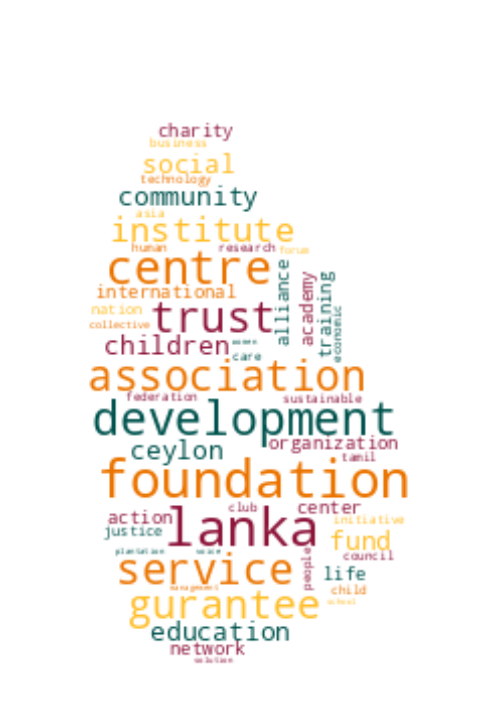 charity
business
social
technology
community
asia
institute
human research forum
centre
alliance
academy
training
international
nation
trust
economic
collective
children
women
care
association
federation sustainable
development
organization
ceylon
tamil
foundation
club center
action
lanka
initiative
justice
fund
plantation voice
council
people
service
life
management
child
school
gurantee
education
network
solution